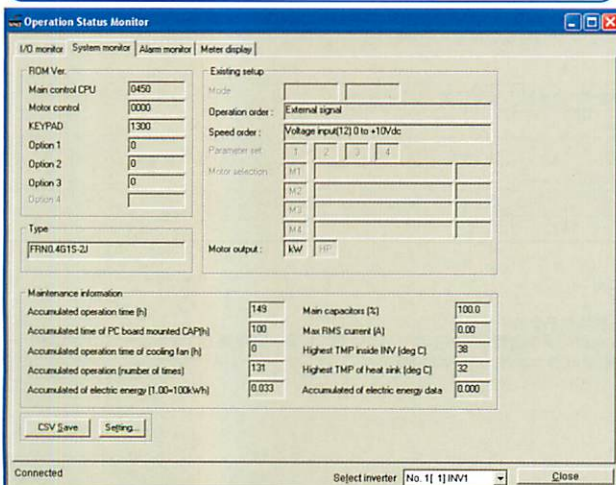 Operation Status Monitor
I/O monitor System monitor Alarm monitor Meter display
ROM Ver.
Main control CPU 0450
Motor control 0000
KEYPAD 1300
Option 1 0
Option 2 0
Option 3 0
Option 4
Type
FRN0.4G1S-2J
Existing setup
Mode
Operation order : External signal
Speed order : Voltage input(12) 0 to +10Vdc
Parameter set 1 2 3 4
Motor selection M1
M2
M3
M4
Motor output : kW HP
Maintenance information
Accumulated operation time (h) 149
Accumulated time of PC board mounted CAP(h) 100
Accumulated operation time of cooling fan (h) 0
Accumulated operation (number of times) 131
Accumulated of electric energy (1.00=100kWh) 0.033
Main capacitors (%) 100.0
Max RMS current (A) 0.00
Highest TMP inside INV (deg C) 38
Highest TMP of heat sink (deg C) 32
Accumulated of electric energy data 0.000
CSV Save Setting...
Connected Select inverter No. 1[ 1] INV1 Close